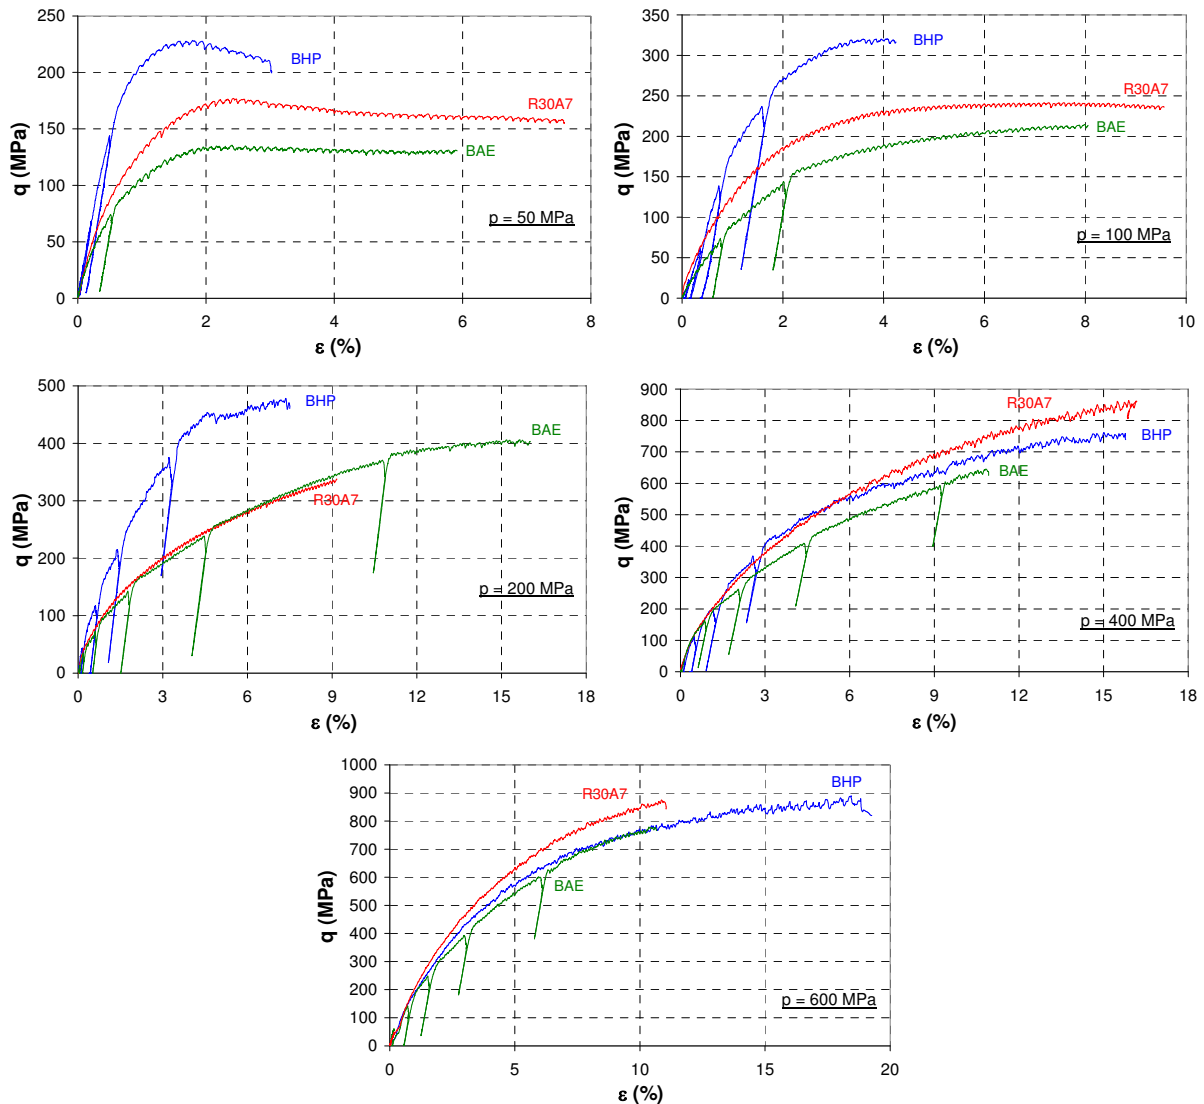 250
200
150
100
50
0
q (MPa)
BHP
R30A7
BAE
p = 50 MPa
0 2 4 6 8
ε (%)
350
300
250
200
150
100
50
0
q (MPa)
BHP
R30A7
BAE
p = 100 MPa
0 2 4 6 8 10
ε (%)
500
400
300
200
100
0
q (MPa)
BHP
BAE
R30A7
p = 200 MPa
0 3 6 9 12 15 18
ε (%)
900
800
700
600
500
400
300
200
100
0
q (MPa)
R30A7
BHP
BAE
p = 400 MPa
0 3 6 9 12 15 18
ε (%)
1000
900
800
700
600
500
400
300
200
100
0
q (MPa)
R30A7
BHP
BAE
p = 600 MPa
0 5 10 15 20
ε (%)